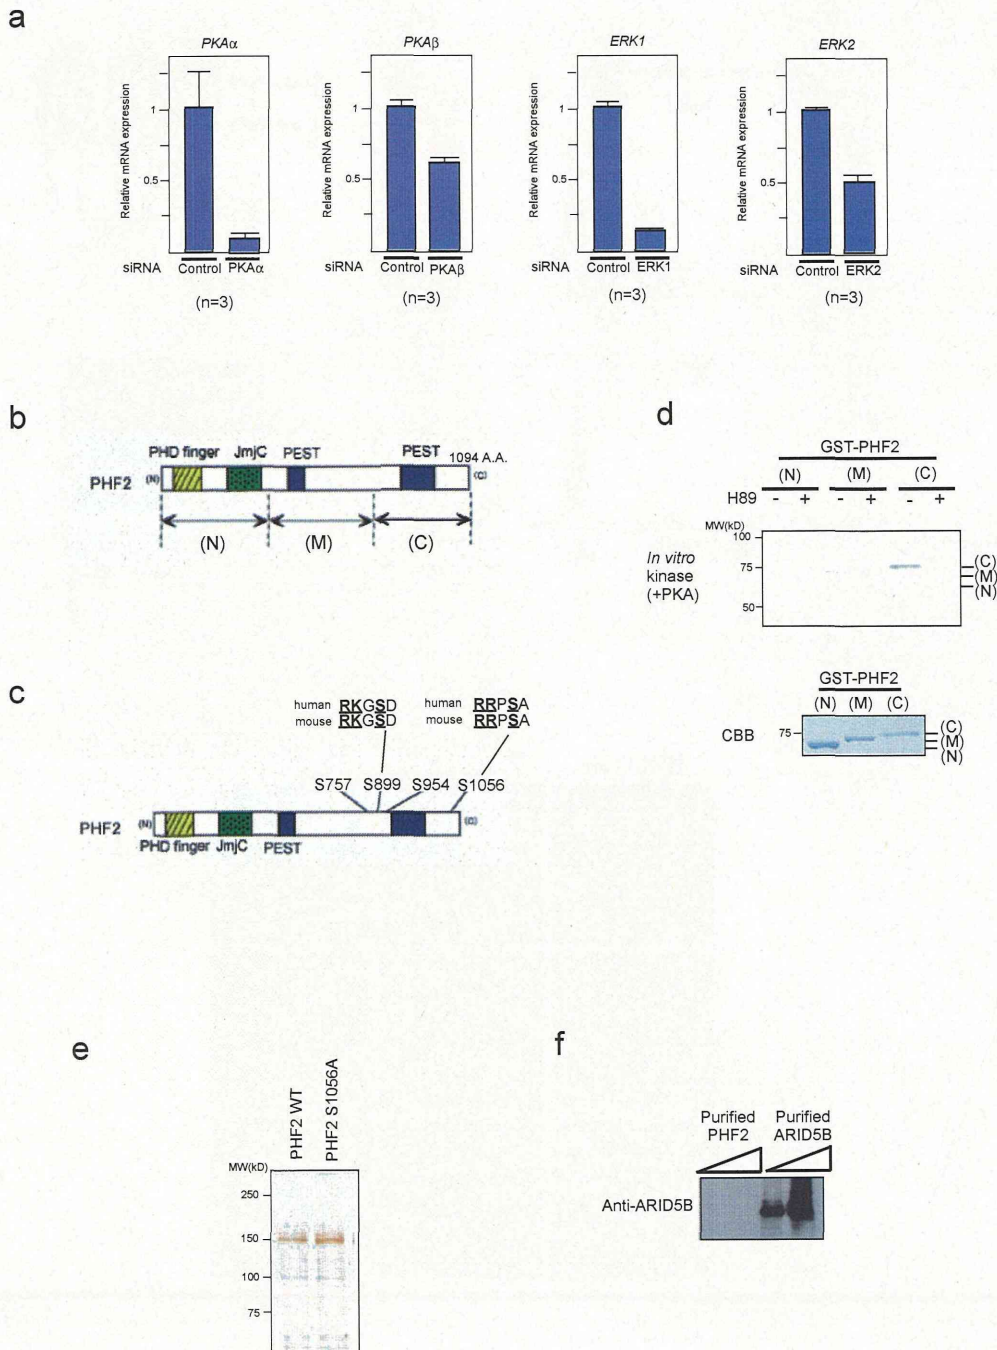 a
PKAα
Relative mRNA expression
1
0.5
siRNA Control PKAα
(n=3)
PKAβ
Relative mRNA expression
1
0.5
siRNA Control PKAβ
(n=3)
ERK1
Relative mRNA expression
1
0.5
siRNA Control ERK1
(n=3)
ERK2
Relative mRNA expression
1
0.5
siRNA Control ERK2
(n=3)
b
PHD finger JmjC PEST PEST 1094 A.A.
PHF2 (N) (C)
(N) (M) (C)
c
human RKGSD human RRPSA
mouse RKGSD mouse RRPSA
S757 S899 S954 S1056
PHF2 (N) (C)
PHD finger JmjC PEST
d
GST-PHF2
(N) (M) (C)
H89 - + - + - +
MW(kD)
100
75
50
In vitro
kinase
(+PKA)
(C)
(M)
(N)
GST-PHF2
(N) (M) (C)
CBB 75
(C)
(M)
(N)
e
PHF2 WT
PHF2 S1056A
MW(kD)
250
150
100
75
f
Purified PHF2
Purified ARID5B
Anti-ARID5B